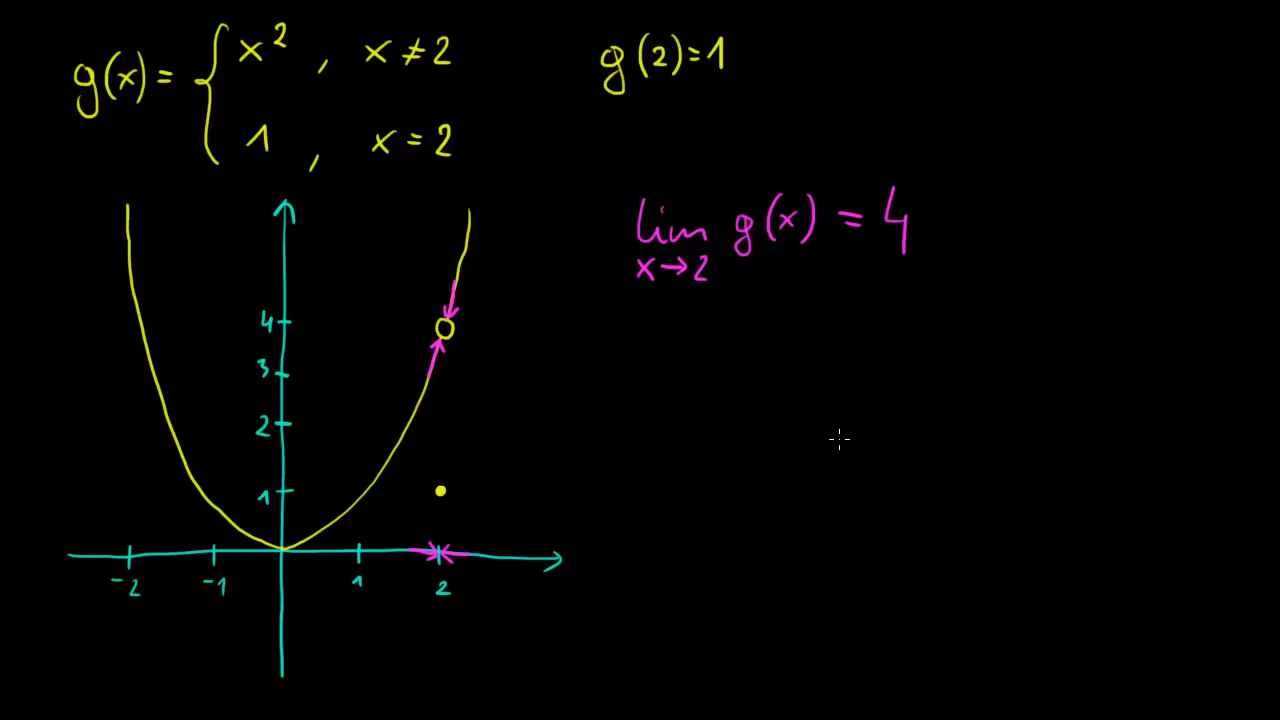 g(x) = { x², x ≠ 2
1, x = 2
g(2) = 1
lim g(x) = 4
x → 2
4
3
2
1
-2 -1 1 2